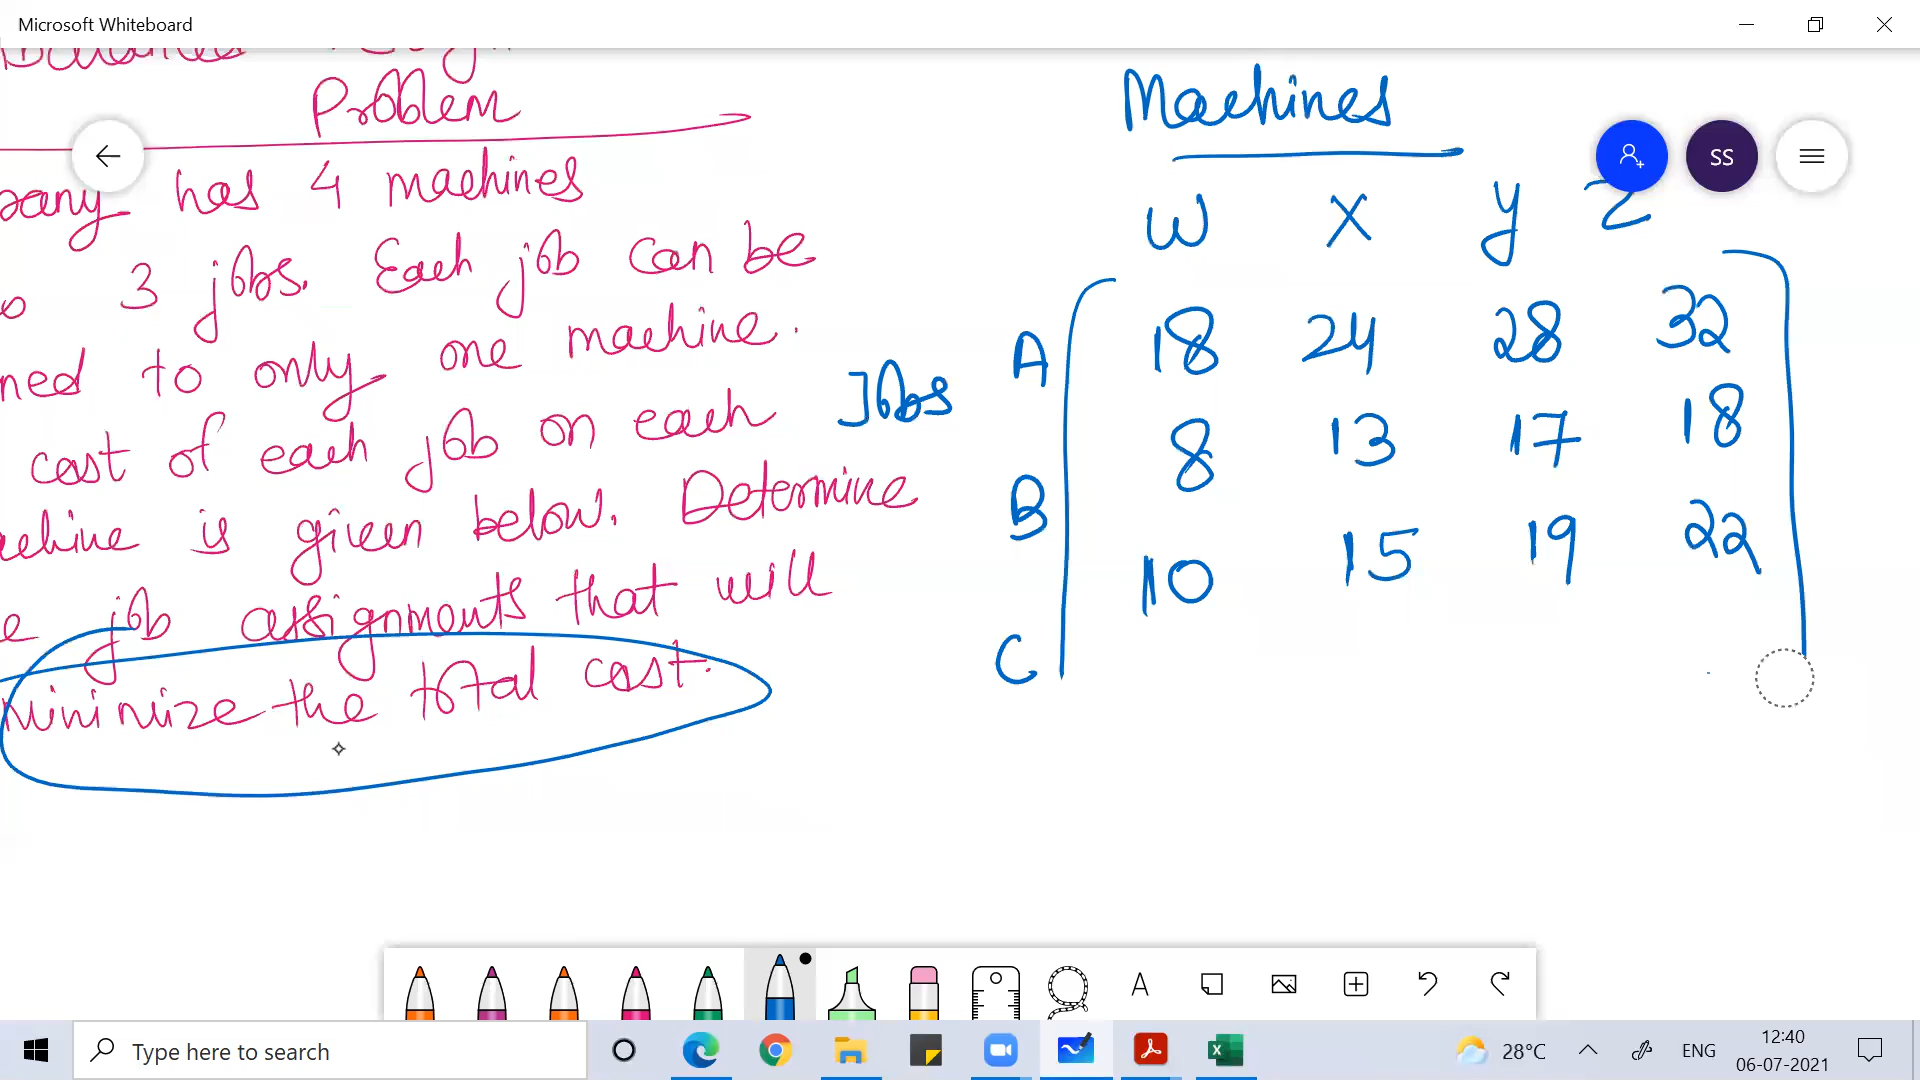 Microsoft Whiteboard
Problem
has 4 machines
3 jobs. Each job can be
to only one machine.
cost of each job on each
is given below. Determine
job assignments that will
minimize the total cost.
Machines
W X Y Z
Jobs
A 18 24 28 32
B 8 13 17 18
C 10 15 19 22
SS
A
Type here to search
28°C
ENG
12:40
06-07-2021